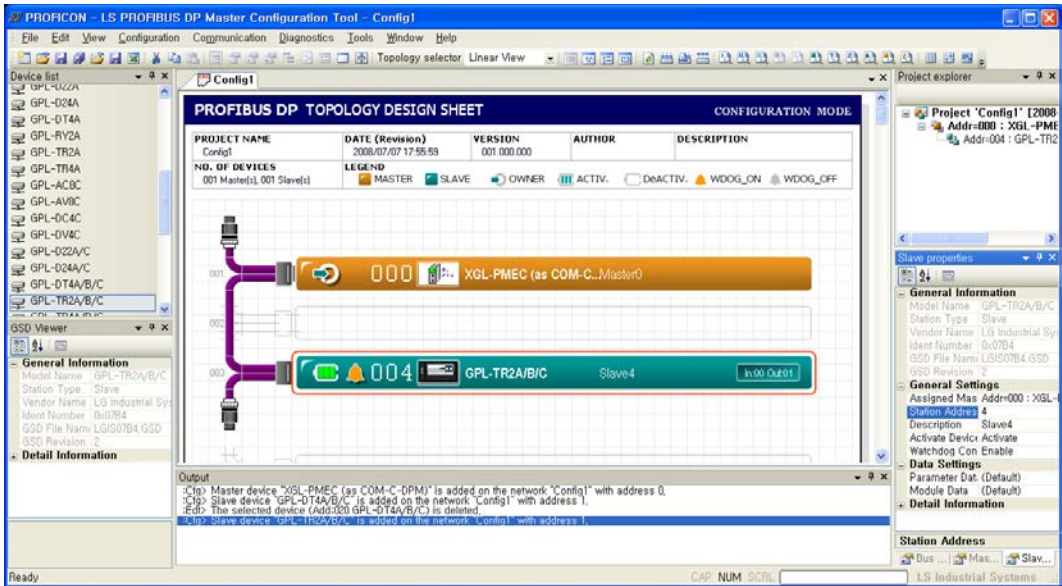 PROFICON - LS PROFIBUS DP Master Configuration Tool - Config1
File Edit View Configuration Communication Diagnostics Tools Window Help
Topology selector Linear View
Device list
GPL-D22A
GPL-D24A
GPL-DT4A
GPL-RY2A
GPL-TR2A
GPL-TR4A
GPL-AC8C
GPL-AV8C
GPL-DC4C
GPL-DV4C
GPL-D22A/C
GPL-D24A/C
GPL-DT4A/B/C
GPL-TR2A/B/C
GSD Viewer
General Information
Model Name GPL-TR2A/B/C
Station Type Slave
Vendor Name LG Industrial Sys
Ident Number 0x07B4
GSD File Name LGIS07B4.GSD
GSD Revision 2
Detail Information
Config1
PROFIBUS DP TOPOLOGY DESIGN SHEET CONFIGURATION MODE
PROJECT NAME DATE (Revision) VERSION AUTHOR DESCRIPTION
Config1 2008/07/07 17:55:59 001.000.000
NO. OF DEVICES LEGEND
001 Master(s), 001 Slave(s) MASTER SLAVE OWNER ACTIV. DeACTIV. WDOG_ON WDOG_OFF
001 000 XGL-PMEC (as COM-C...Master0
002
003 004 GPL-TR2A/B/C Slave4 In:00 Out:01
Output
:Cfg> Master device "XGL-PMEC (as COM-C-DPM)" is added on the network "Config1" with address 0.
:Cfg> Slave device "GPL-DT4A/B/C" is added on the network "Config1" with address 1.
:Edt> The selected device (Add:020 GPL-DT4A/B/C) is deleted.
:Cfg> Slave device "GPL-TR2A/B/C" is added on the network "Config1" with address 1.
Project explorer
Project 'Config1' [2008-
Addr=000 : XGL-PME
Addr=004 : GPL-TR2
Slave properties
General Information
Model Name GPL-TR2A/B/C
Station Type Slave
Vendor Name LG Industrial Sy
Ident Number 0x07B4
GSD File Name LGIS07B4.GSD
GSD Revision 2
General Settings
Assigned Mas Addr=000 : XGL-
Station Addres 4
Description Slave4
Activate Device Activate
Watchdog Con Enable
Data Settings
Parameter Dat (Default)
Module Data (Default)
Detail Information
Station Address
Bus ... Mas... Slav...
Ready CAP NUM SCRL LS Industrial Systems